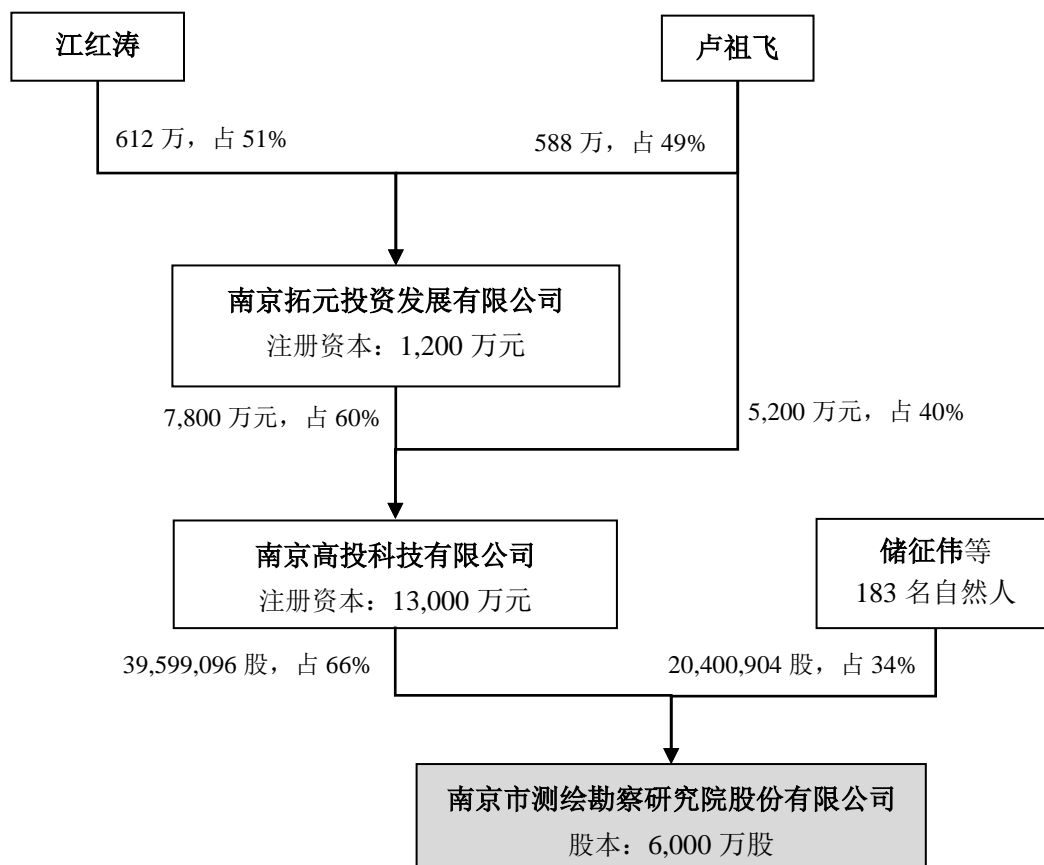 江红涛
卢祖飞
612 万，占 51%
588 万，占 49%
南京拓元投资发展有限公司
注册资本：1,200 万元
7,800 万元，占 60%
5,200 万元，占 40%
南京高投科技有限公司
注册资本：13,000 万元
储征伟等
183 名自然人
39,599,096 股，占 66%
20,400,904 股，占 34%
南京市测绘勘察研究院股份有限公司
股本：6,000 万股